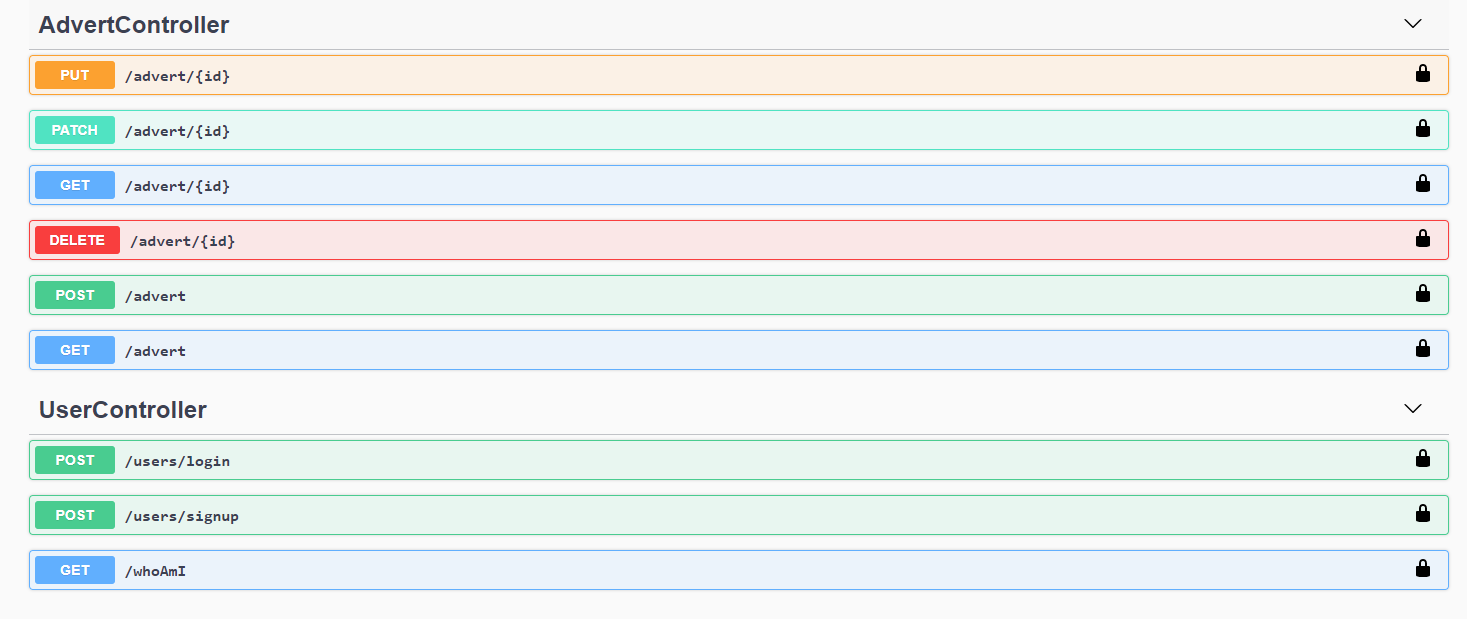 AdvertController
PUT /advert/{id}
PATCH /advert/{id}
GET /advert/{id}
DELETE /advert/{id}
POST /advert
GET /advert
UserController
POST /users/login
POST /users/signup
GET /whoAmI